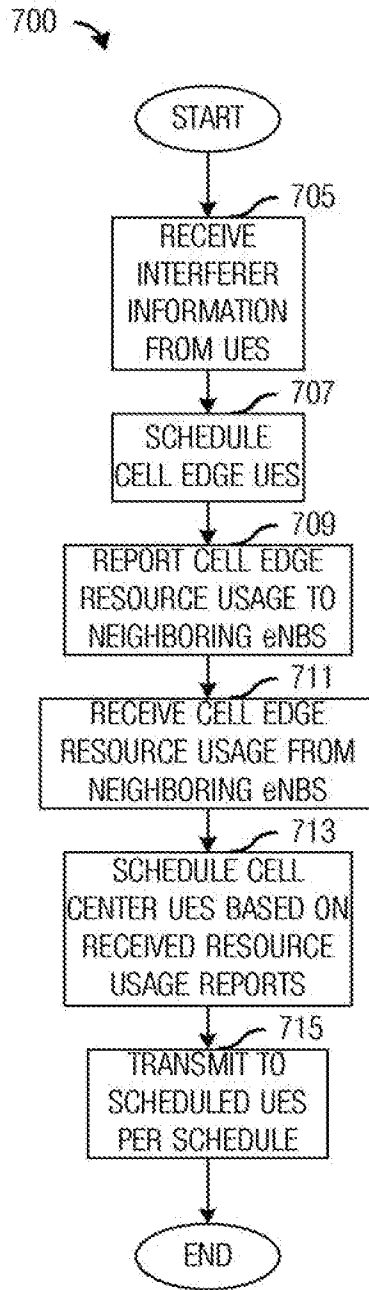 700
START
705
RECEIVE
INTERFERER
INFORMATION
FROM UES
707
SCHEDULE
CELL EDGE UES
709
REPORT CELL EDGE
RESOURCE USAGE TO
NEIGHBORING eNBS
711
RECEIVE CELL EDGE
RESOURCE USAGE FROM
NEIGHBORING eNBS
713
SCHEDULE CELL
CENTER UES BASED ON
RECEIVED RESOURCE
USAGE REPORTS
715
TRANSMIT TO
SCHEDULED UES
PER SCHEDULE
END